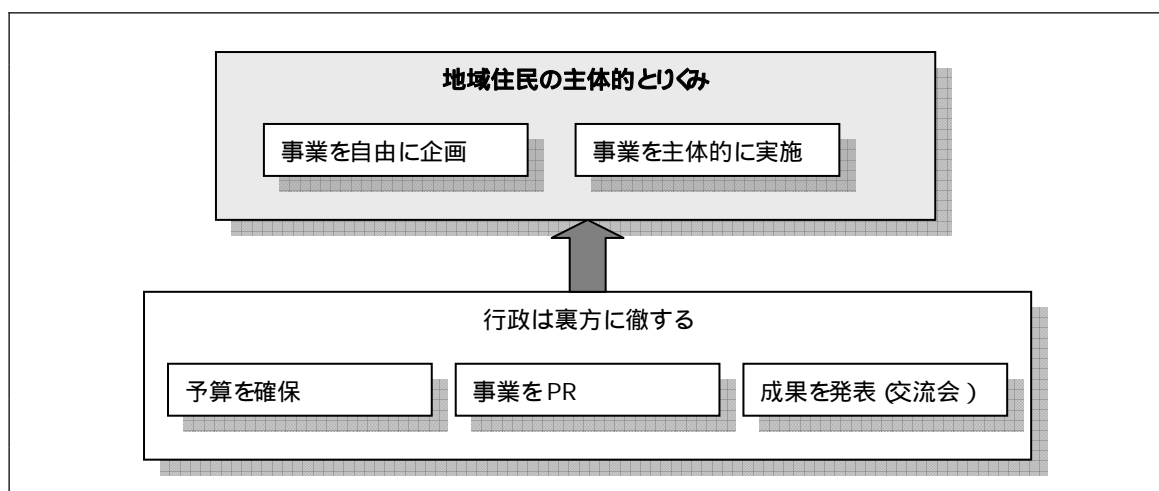 地域住民の主体的とりくみ
事業を自由に企画
事業を主体的に実施
行政は裏方に徹する
予算を確保
事業をPR
成果を発表(交流会)